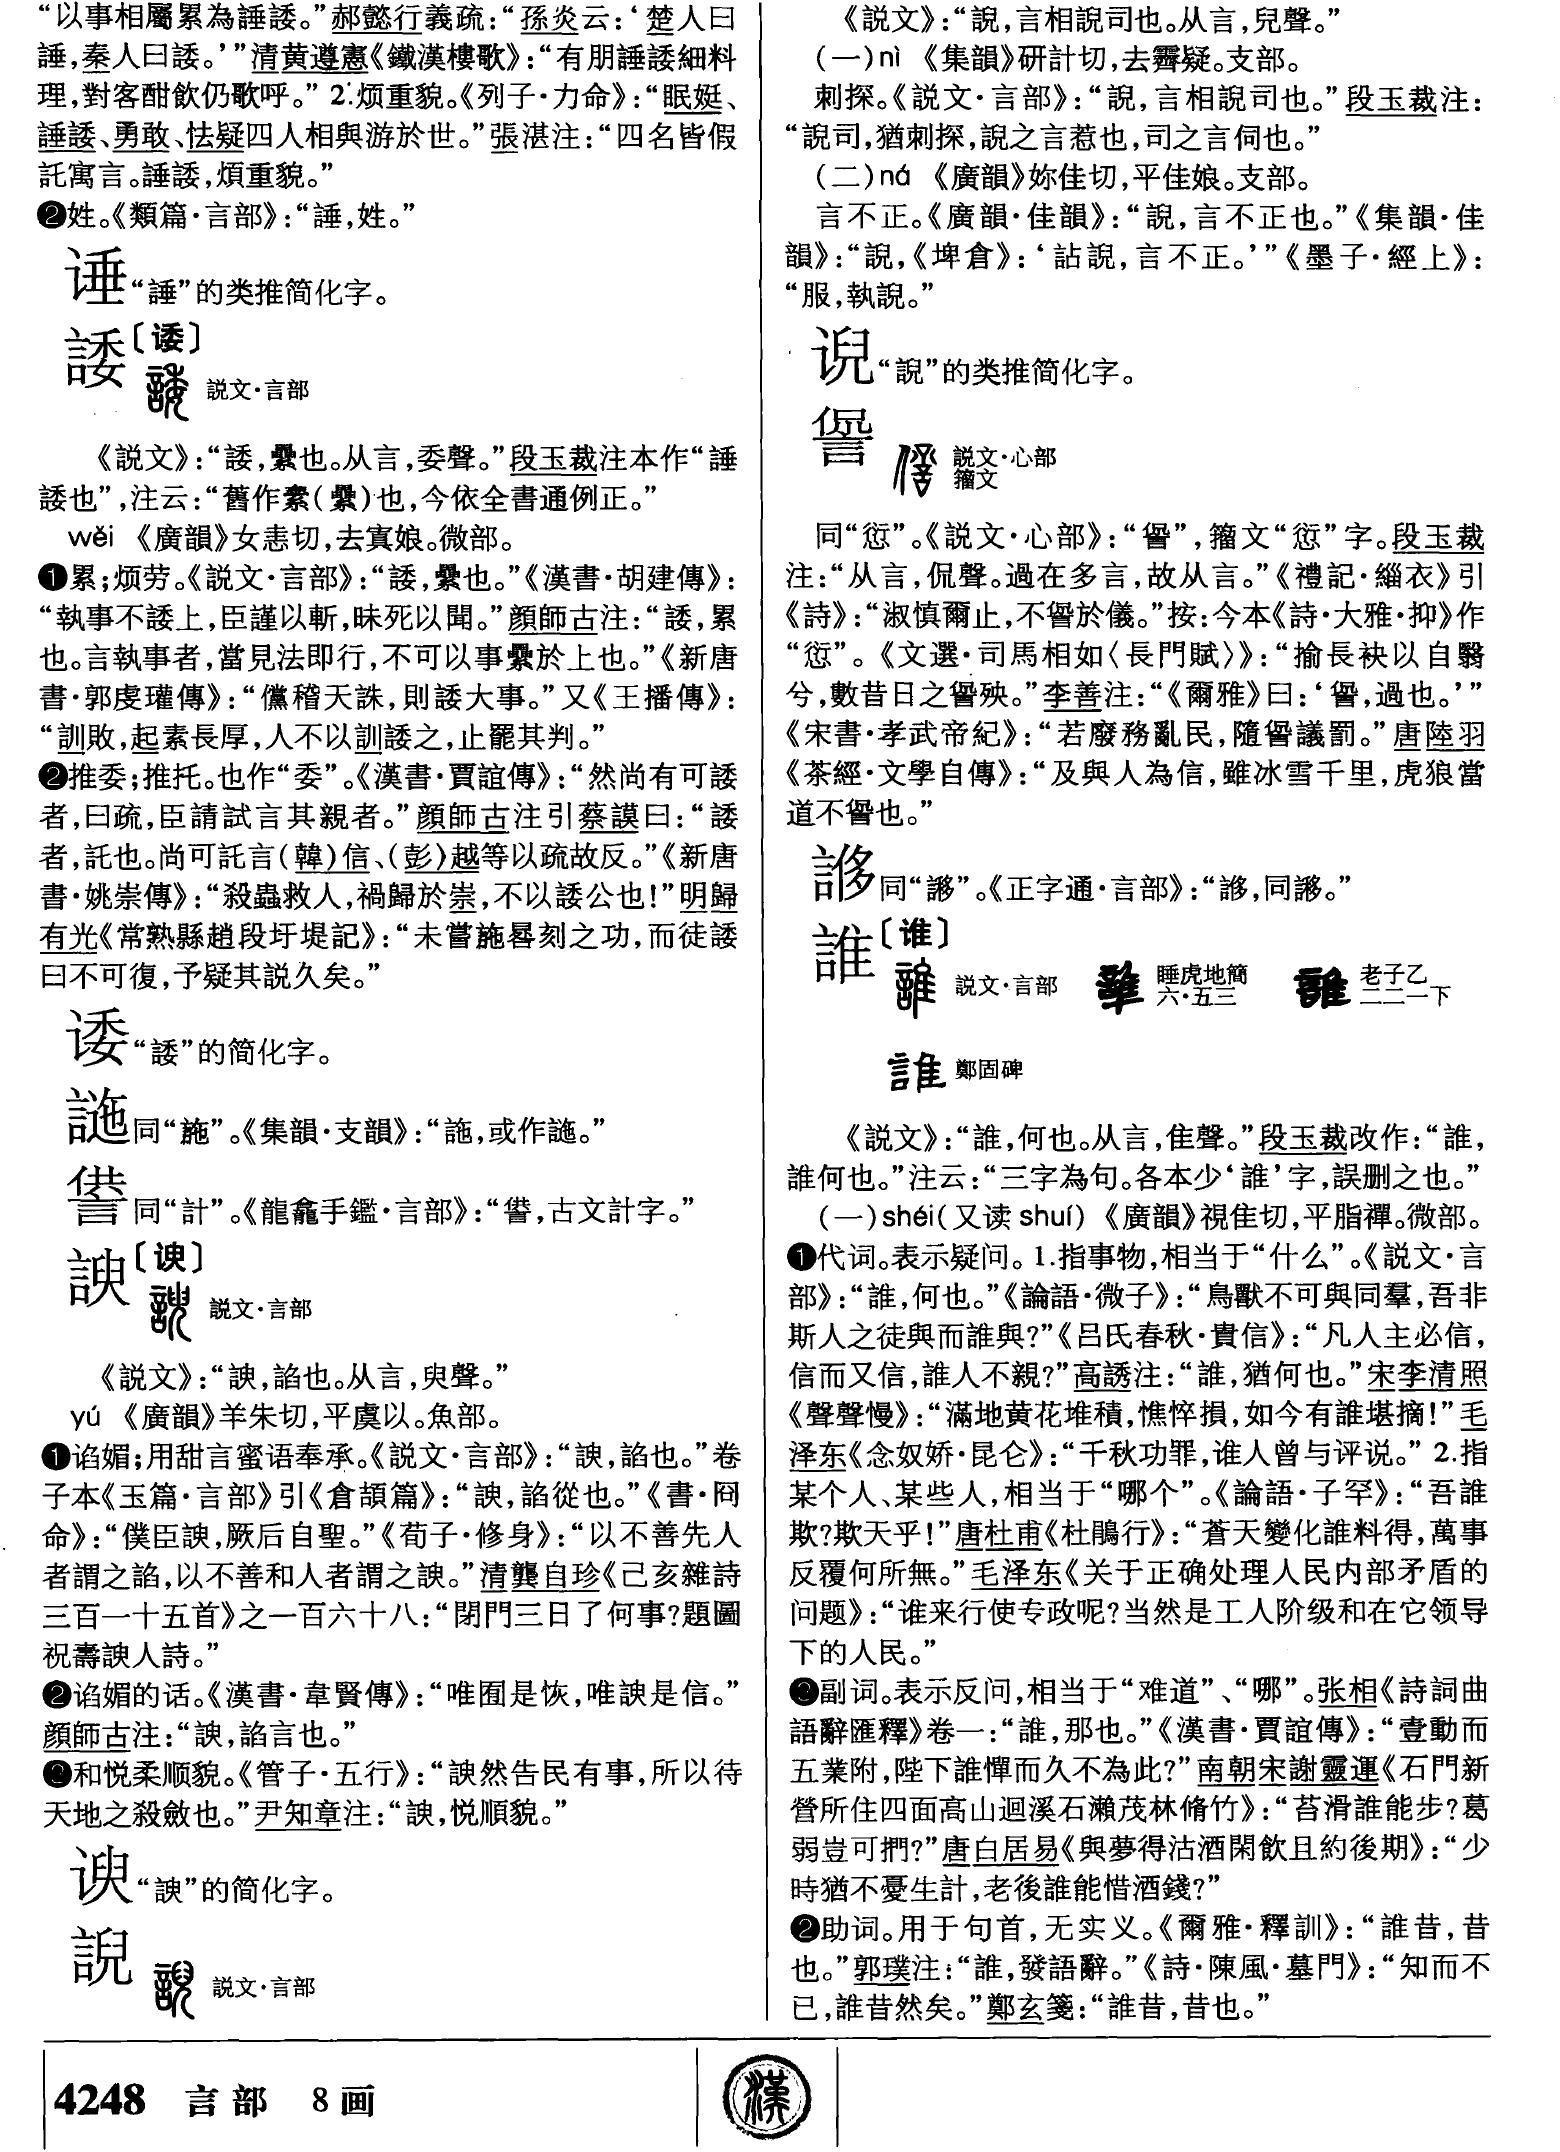 “以事相屬累為諈諉。”郝懿行義疏：“孫炎云：‘楚人曰
諈，秦人曰諉。’”清黄遵憲《鐵漢樓歌》：“有朋諈諉細料
理，對客酣飲仍歌呼。” 2.烦重貌。《列子·力命》：“眠娗、
諈諉、勇敢、怯疑四人相與游於世。”張湛注：“四名皆假
託寓言。諈諉，煩重貌。”
❷姓。《類篇·言部》：“諈，姓。”
诿“諈”的类推简化字。
諉〔诿〕
説文·言部
《説文》：“諉，纍也。从言，委聲。”段玉裁注本作“諈
諉也”，注云：“舊作絫（纍）也，今依全書通例正。”
wěi 《廣韻》女恚切，去寘娘。微部。
❶累；烦劳。《説文·言部》：“諉，纍也。”《漢書·胡建傳》：
“執事不諉上，臣謹以斬，昧死以聞。”顔師古注：“諉，累
也。言執事者，當見法即行，不可以事纍於上也。”《新唐
書·郭虔瓘傳》：“儻稽天誅，則諉大事。”又《王播傳》：
“訓敗，起素長厚，人不以訓諉之，止罷其判。”
❷推委；推托。也作“委”。《漢書·賈誼傳》：“然尚有可諉
者，曰疏，臣請試言其親者。”顔師古注引蔡謨曰：“諉
者，託也。尚可託言（韓）信、（彭）越等以疏故反。”《新唐
書·姚崇傳》：“殺蟲救人，禍歸於崇，不以諉公也！”明歸
有光《常熟縣趙段圩堤記》：“未嘗施晷刻之功，而徒諉
曰不可復，予疑其説久矣。”
诿“諉”的简化字。
同“訑”。《集韻·支韻》：“訑，或作䛄。”
同“計”。《龍龕手鑑·言部》：“𧨊，古文計字。”
諛〔谀〕
説文·言部
《説文》：“諛，諂也。从言，臾聲。”
yú 《廣韻》羊朱切，平虞以。魚部。
❶谄媚；用甜言蜜语奉承。《説文·言部》：“諛，諂也。”卷
子本《玉篇·言部》引《倉頡篇》：“諛，諂從也。”《書·冏
命》：“僕臣諛，厥后自聖。”《荀子·修身》：“以不善先人
者謂之諂，以不善和人者謂之諛。”清龔自珍《己亥雜詩
三百一十五首》之一百六十八：“閉門三日了何事？題圖
祝壽諛人詩。”
❷谄媚的话。《漢書·韋賢傳》：“唯囿是恢，唯諛是信。”
顔師古注：“諛，諂言也。”
❸和悦柔顺貌。《管子·五行》：“諛然告民有事，所以待
天地之殺斂也。”尹知章注：“諛，悦順貌。”
谀“諛”的简化字。
誽
説文·言部
《説文》：“誽，言相誽司也。从言，兒聲。”
（一）nì 《集韻》研計切，去霽疑。支部。
刺探。《説文·言部》：“誽，言相誽司也。”段玉裁注：
“誽司，猶刺探，誽之言惹也，司之言伺也。”
（二）ná 《廣韻》妳佳切，平佳娘。支部。
言不正。《廣韻·佳韻》：“誽，言不正也。”《集韻·佳
韻》：“誽，《埤倉》：‘詀誽，言不正。’”《墨子·經上》：
“服，執誽。”
“誽”的类推简化字。
諐
説文·心部
籀文
同“愆”。《説文·心部》：“諐”，籀文“愆”字。段玉裁
注：“从言，侃聲。過在多言，故从言。”《禮記·緇衣》引
《詩》：“淑慎爾止，不諐於儀。”按：今本《詩·大雅·抑》作
“愆”。《文選·司馬相如〈長門賦〉》：“揄長袂以自翳
兮，數昔日之諐殃。”李善注：“《爾雅》曰：‘諐，過也。’”
《宋書·孝武帝紀》：“若廢務亂民，隨諐議罰。”唐陸羽
《茶經·文學自傳》：“及與人為信，雖冰雪千里，虎狼當
道不諐也。”
誃同“謻”。《正字通·言部》：“誃，同謻。”
誰〔谁〕
説文·言部
睡虎地簡
六·五三
老子乙
二二一下
鄭固碑
《説文》：“誰，何也。从言，隹聲。”段玉裁改作：“誰，
誰何也。”注云：“三字為句。各本少‘誰’字，誤删之也。”
（一）shéi（又读shuí） 《廣韻》視隹切，平脂禪。微部。
❶代词。表示疑问。1.指事物，相当于“什么”。《説文·言
部》：“誰，何也。”《論語·微子》：“鳥獸不可與同羣，吾非
斯人之徒與而誰與？”《吕氏春秋·貴信》：“凡人主必信，
信而又信，誰人不親？”高誘注：“誰，猶何也。”宋李清照
《聲聲慢》：“滿地黄花堆積，憔悴損，如今有誰堪摘！”毛
泽东《念奴娇·昆仑》：“千秋功罪，谁人曾与评说。” 2.指
某个人、某些人，相当于“哪个”。《論語·子罕》：“吾誰
欺？欺天乎！”唐杜甫《杜鵑行》：“蒼天變化誰料得，萬事
反覆何所無。”毛泽东《关于正确处理人民内部矛盾的
问题》：“谁来行使专政呢？当然是工人阶级和在它领导
下的人民。”
❸副词。表示反问，相当于“难道”、“哪”。张相《詩詞曲
語辭匯釋》卷一：“誰，那也。”《漢書·賈誼傳》：“壹動而
五業附，陛下誰憚而久不為此？”南朝宋謝靈運《石門新
營所住四面高山迴溪石瀨茂林脩竹》：“苔滑誰能步？葛
弱豈可捫？”唐白居易《與夢得沽酒閑飲且約後期》：“少
時猶不憂生計，老後誰能惜酒錢？”
❷助词。用于句首，无实义。《爾雅·釋訓》：“誰昔，昔
也。”郭璞注：“誰，發語辭。”《詩·陳風·墓門》：“知而不
已，誰昔然矣。”鄭玄箋：“誰昔，昔也。”
4248 言部 8画
漢